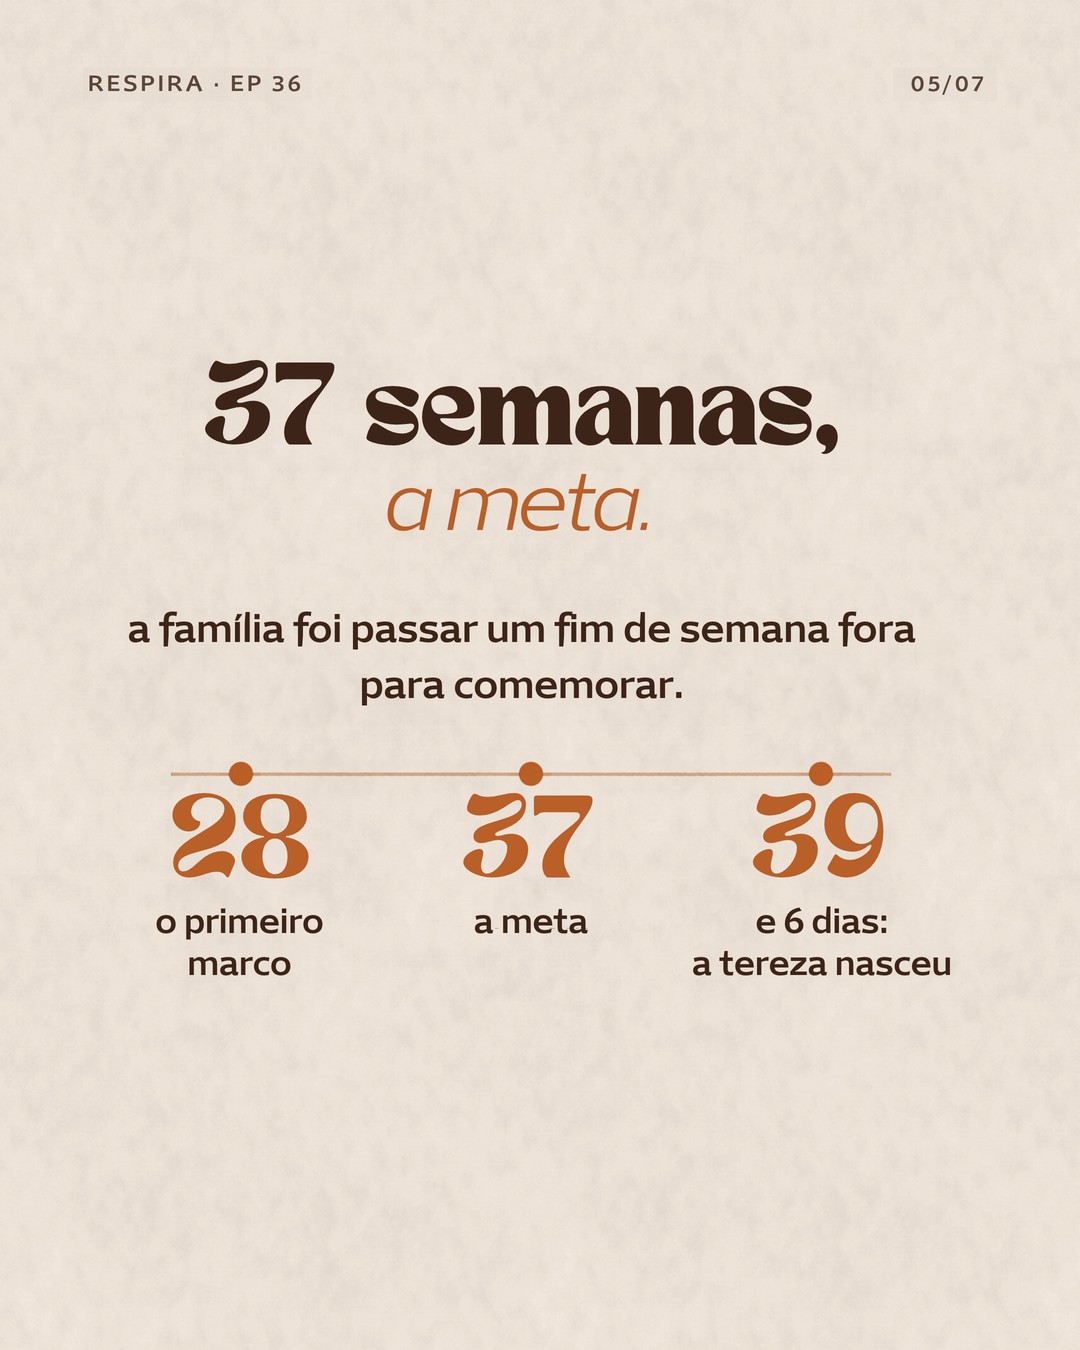 RESPIRA · EP 36
05/07
37 semanas,
a meta.
a família foi passar um fim de semana fora
para comemorar.
28
o primeiro
marco
37
a meta
39
e 6 dias:
a tereza nasceu